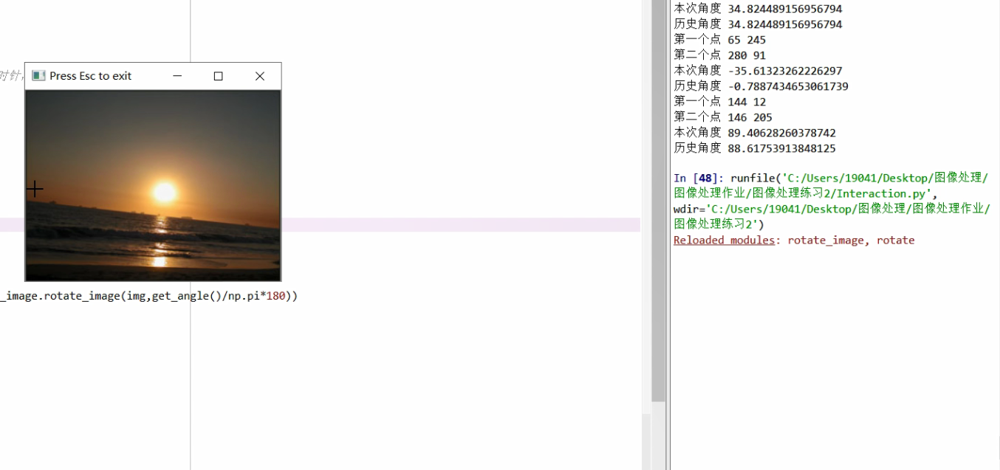 时针，
Press Esc to exit
_image.rotate_image(img,get_angle()/np.pi*180))
本次角度 34.824489156956794
历史角度 34.824489156956794
第一个点 65 245
第二个点 280 91
本次角度 -35.61323262226297
历史角度 -0.7887434653061739
第一个点 144 12
第二个点 146 205
本次角度 89.40628260378742
历史角度 88.61753913848125
In [48]: runfile('C:/Users/19041/Desktop/图像处理/
图像处理作业/图像处理练习2/Interaction.py',
wdir='C:/Users/19041/Desktop/图像处理/图像处理作业/
图像处理练习2')
Reloaded modules: rotate_image, rotate